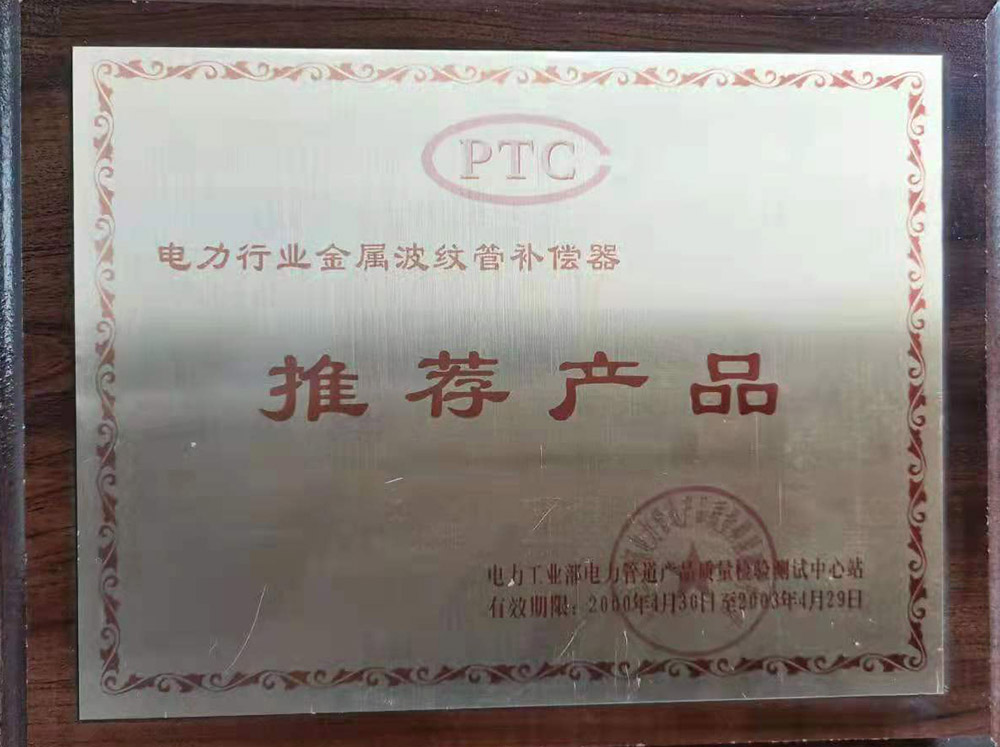 PTC
电力行业金属波纹管补偿器
推荐产品
电力工业部电力管道产品质量检验测试中心站
有效期限：2000年4月30日至2003年4月29日